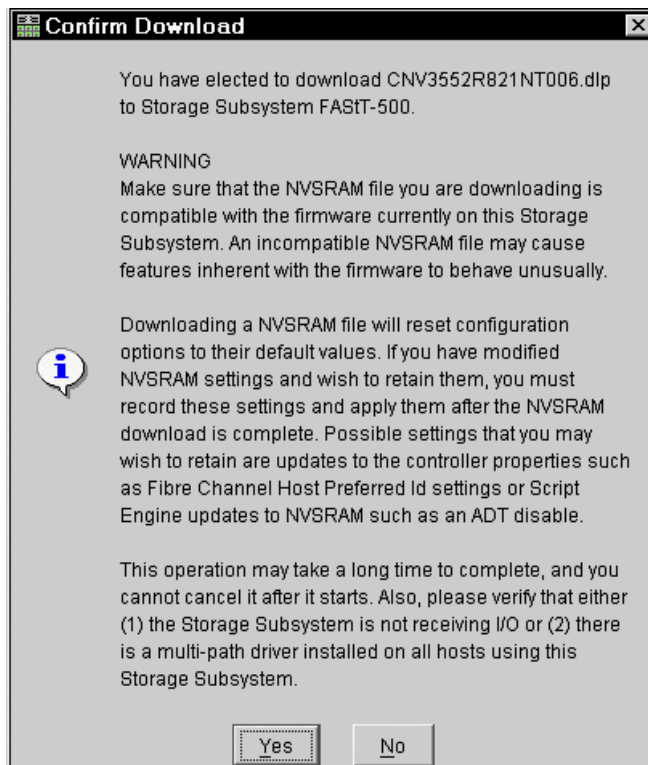 Confirm Download
You have elected to download CNV3552R821NT006.dlp
to Storage Subsystem FAStT-500.
WARNING
Make sure that the NVSRAM file you are downloading is
compatible with the firmware currently on this Storage
Subsystem. An incompatible NVSRAM file may cause
features inherent with the firmware to behave unusually.
Downloading a NVSRAM file will reset configuration
options to their default values. If you have modified
NVSRAM settings and wish to retain them, you must
record these settings and apply them after the NVSRAM
download is complete. Possible settings that you may
wish to retain are updates to the controller properties such
as Fibre Channel Host Preferred Id settings or Script
Engine updates to NVSRAM such as an ADT disable.
This operation may take a long time to complete, and you
cannot cancel it after it starts. Also, please verify that either
(1) the Storage Subsystem is not receiving I/O or (2) there
is a multi-path driver installed on all hosts using this
Storage Subsystem.
Yes No